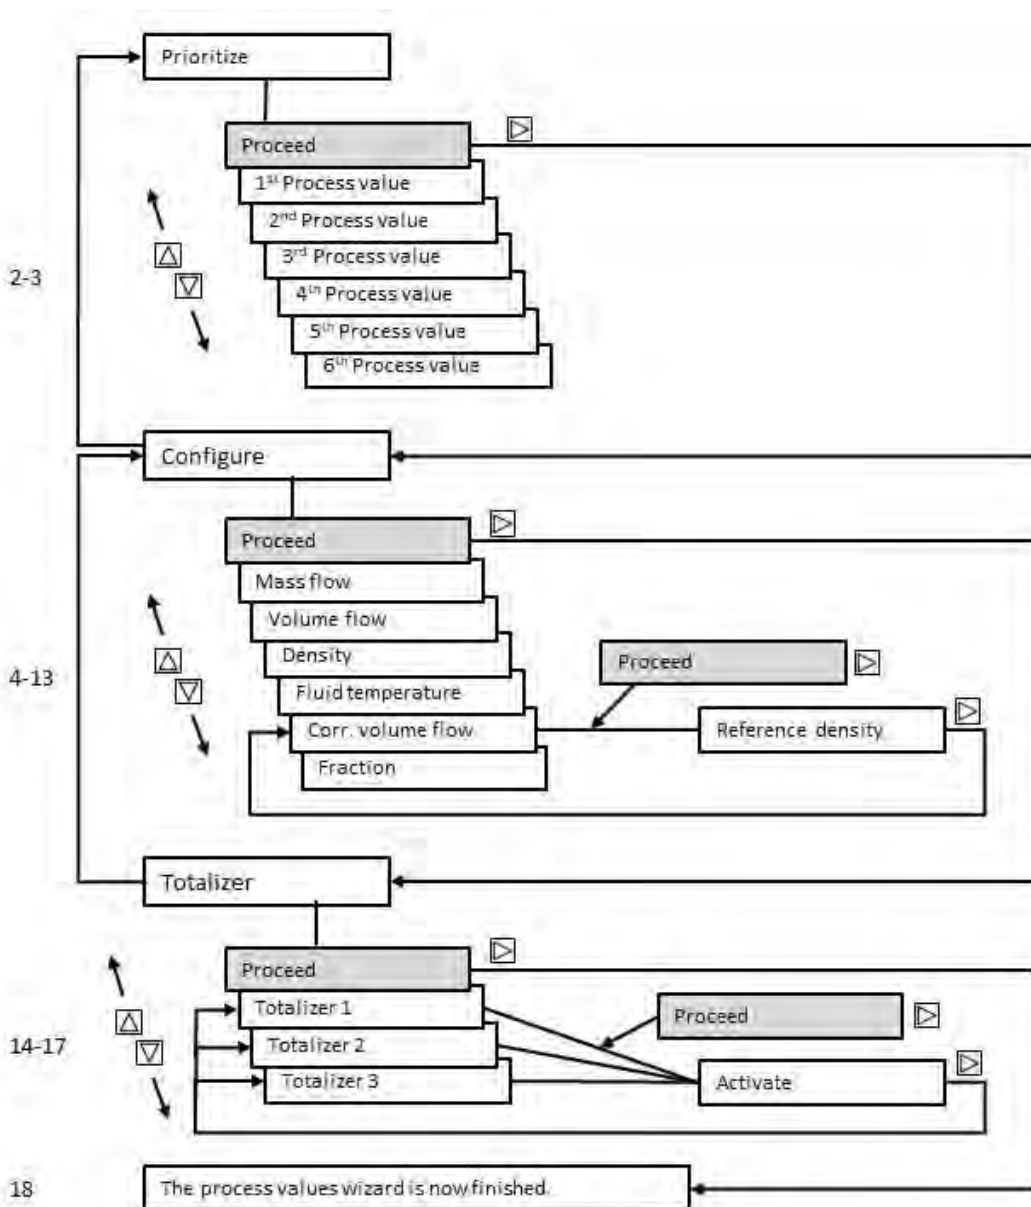 Prioritize
Proceed
1st Process value
2nd Process value
3rd Process value
2-3
4th Process value
5th Process value
6th Process value
Configure
Proceed
Mass flow
Volume flow
Density
Proceed
4-13
Fluid temperature
Corr. volume flow
Reference density
Fraction
Totalizer
Proceed
Totalizer 1
Proceed
14-17
Totalizer 2
Totalizer 3
Activate
18
The process values wizard is now finished.